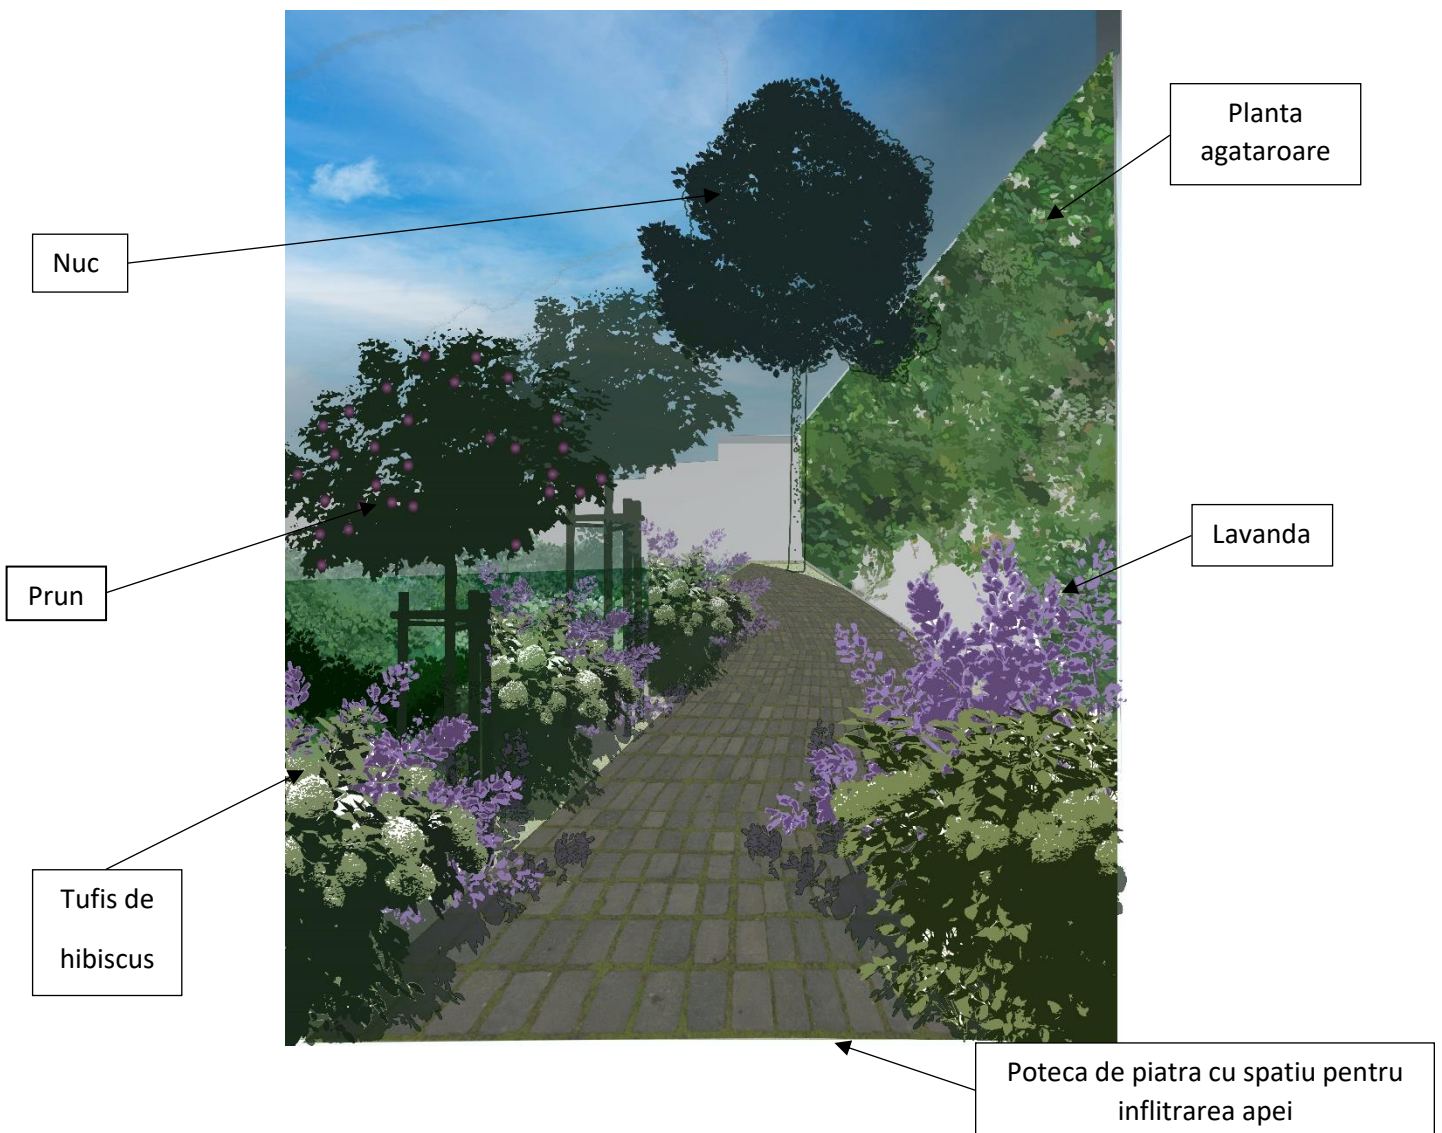 Planta
agataroare
Nuc
Lavanda
Prun
Tufis de
hibiscus
Poteca de piatra cu spatiu pentru
inflitrarea apei